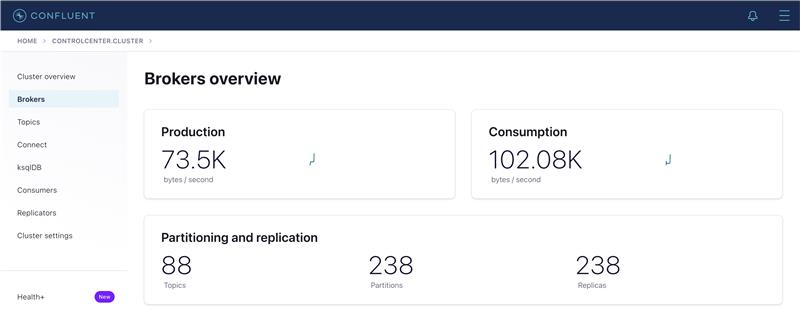 CONFLUENT
HOME > CONTROLCENTER.CLUSTER >
Cluster overview
Brokers
Topics
Connect
ksqlDB
Consumers
Replicators
Cluster settings
Health+ New
Brokers overview
Production
73.5K
bytes / second
Consumption
102.08K
bytes / second
Partitioning and replication
88 238 238
Topics Partitions Replicas